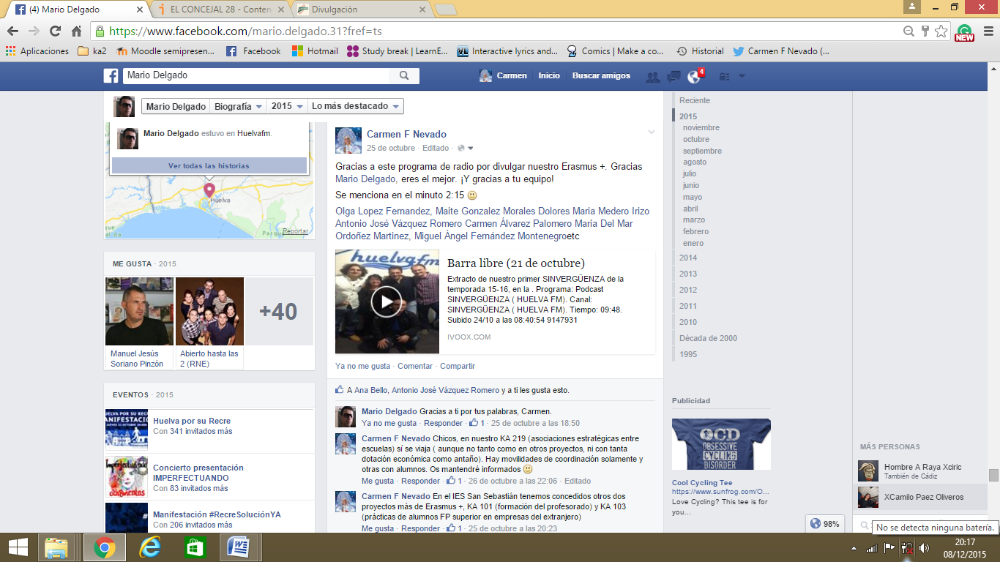 (4) Mario Delgado
EL CONCEJAL 28 - Conten
Divulgación
https://www.facebook.com/mario.delgado.31?fref=ts
NEW
Aplicaciones
ka2
Moodle semipresen...
Facebook
Hotmail
Study break | LearnE...
Interactive lyrics and...
Comics | Make a co...
Historial
Carmen F Nevado (...
Mario Delgado
Carmen
Inicio
Buscar amigos
4
Mario Delgado
Biografía
2015
Lo más destacado
Mario Delgado estuvo en Huelvafm.
Ver todas las historias
Huelva
Reportar
ME GUSTA · 2015
+40
Manuel Jesús
Soriano Pinzón
Abierto hasta las
2 (RNE)
EVENTOS · 2015
HUELVA POR SU RECRE
MANIFESTACIÓN
Huelva por su Recre
Con 341 invitados más
Imperfectuando
Concierto presentación
IMPERFECTUANDO
Con 83 invitados más
Manifestación #RecreSoluciónYA
Con 206 invitados más
Carmen F Nevado
25 de octubre · Editado ·
Gracias a este programa de radio por divulgar nuestro Erasmus +. Gracias
Mario Delgado, eres el mejor. ¡Y gracias a tu equipo!
Se menciona en el minuto 2:15
Olga Lopez Fernandez, Maite Gonzalez Morales Dolores Maria Medero Irizo
Antonio José Vázquez Romero Carmen Álvarez Palomero Maria Del Mar
Ordoñez Martinez, Miguel Ángel Fernández Montenegroetc
huelvafm
Barra libre (21 de octubre)
Extracto de nuestro primer SINVERGÜENZA de la
temporada 15-16, en la . Programa: Podcast
SINVERGÜENZA ( HUELVA FM). Canal:
SINVERGÜENZA ( HUELVA FM). Tiempo: 09:48.
Subido 24/10 a las 08:40:54 9147931
IVOOX.COM
Ya no me gusta · Comentar · Compartir
A Ana Bello, Antonio José Vázquez Romero y a ti les gusta esto.
Mario Delgado Gracias a ti por tus palabras, Carmen.
Ya no me gusta · Responder · 1 · 25 de octubre a las 18:50
Carmen F Nevado Chicos, en nuestro KA 219 (asociaciones estratégicas entre
escuelas) sí se viaja ( aunque no tanto como en otros proyectos, ni con tanta
dotación económica como antaño). Hay movilidades de coordinación solamente y
otras con alumnos. Os mantendré informados
Me gusta · Responder · 1 · 26 de octubre a las 22:06 · Editado
Carmen F Nevado En el IES San Sebastián tenemos concedidos otros dos
proyectos más de Erasmus +, KA 101 (formación del profesorado) y KA 103
(prácticas de alumnos FP superior en empresas del extranjero)
Me gusta · Responder · 1 · 25 de octubre a las 20:23
Reciente
2015
noviembre
octubre
septiembre
agosto
julio
junio
mayo
abril
marzo
febrero
enero
2014
2013
2012
2011
2010
Década de 2000
1995
Publicidad
OCD
OBSESSIVE
CYCLING
DISORDER
Cool Cycling Tee
https://www.sunfrog.com/O...
Love Cycling? This tee is for
you...
98%
MÁS PERSONAS
Hombre A Raya Xciric
También de Cádiz
XCamilo Paez Oliveros
No se detecta ninguna batería.
20:17
08/12/2015